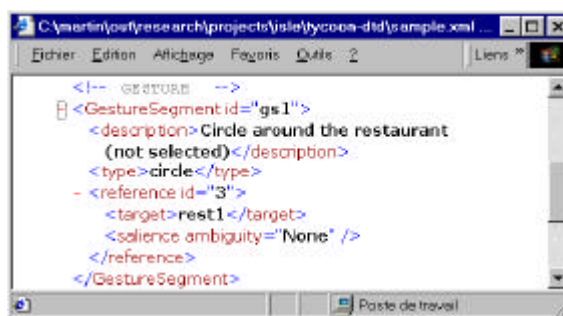 C:\martin\ouf\research\projects\isle\tycoon-dtd\sample.xml ...
Fichier Edition Affichage Favoris Outils ? Liens »
<!-- GESTURE -->
- <GestureSegment id="gs1">
<description>Circle around the restaurant
(not selected)</description>
<type>circle</type>
- <reference id="3">
<target>rest1</target>
<salience ambiguity="None" />
</reference>
</GestureSegment>
Poste de travail